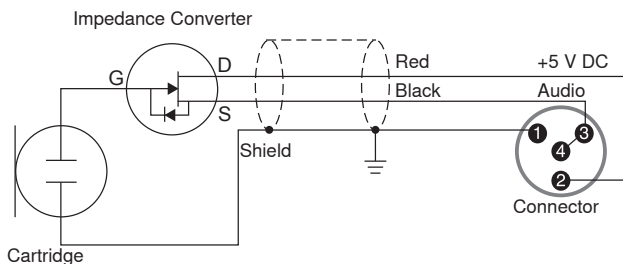 Impedance Converter
G
D
Red
+5 V DC
Black
Audio
S
Shield
1
3
4
2
Connector
Cartridge